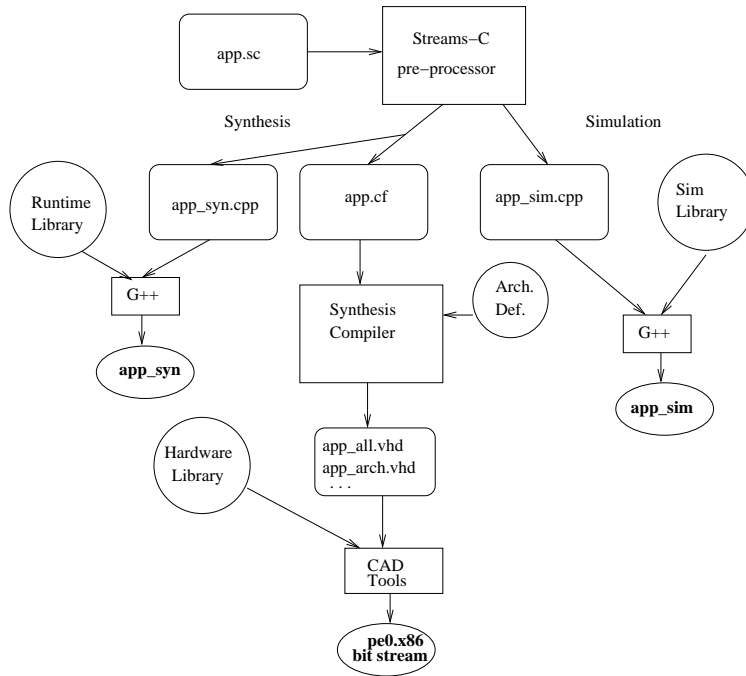 app.sc
Streams-C
pre-processor
Synthesis
Simulation
Runtime
Library
app_syn.cpp
app.cf
app_sim.cpp
Sim
Library
G++
Synthesis
Compiler
Arch.
Def.
G++
app_syn
app_sim
Hardware
Library
app_all.vhd
app_arch.vhd
. . .
CAD
Tools
pe0.x86
bit stream